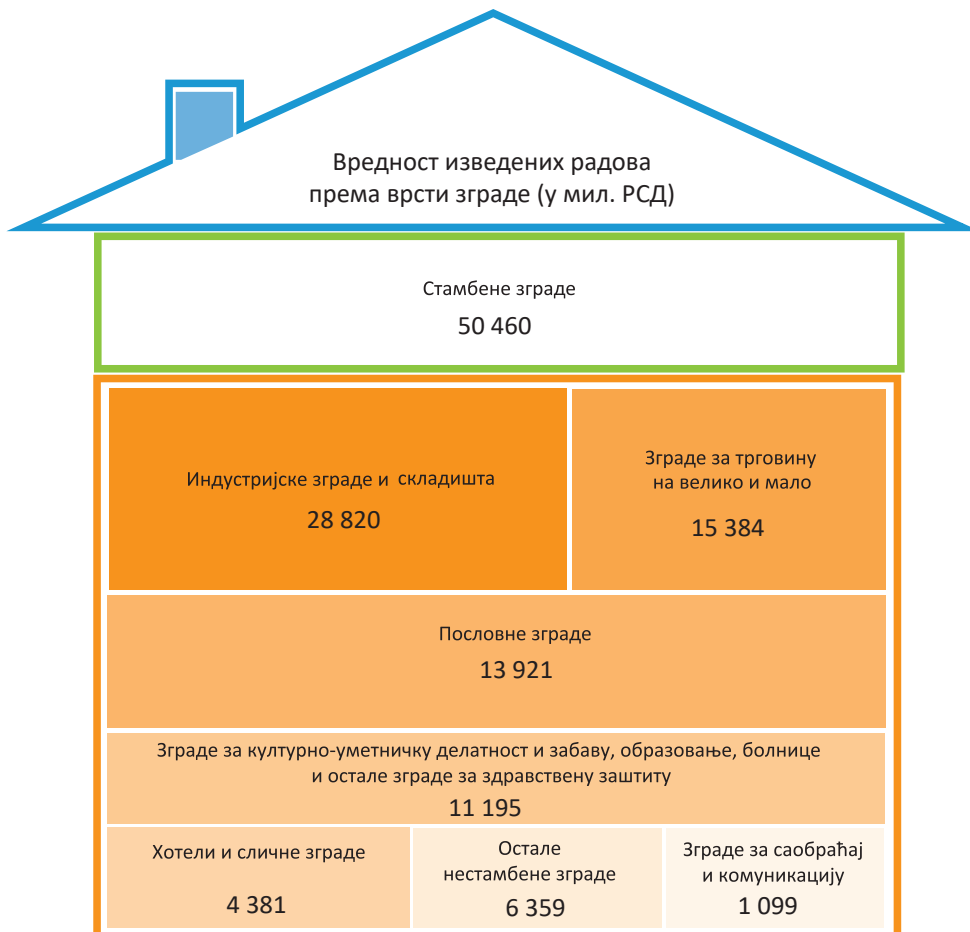 Вредност изведених радова
према врсти зграде (у мил. РСД)
Стамбене зграде
50 460
Индустријске зграде и складишта
28 820
Зграде за трговину
на велико и мало
15 384
Пословне зграде
13 921
Зграде за културно-уметничку делатност и забаву, образовање, болнице
и остале зграде за здравствену заштиту
11 195
Хотели и сличне зграде
4 381
Остале
нестамбене зграде
6 359
Зграде за саобраћај
и комуникацију
1 099